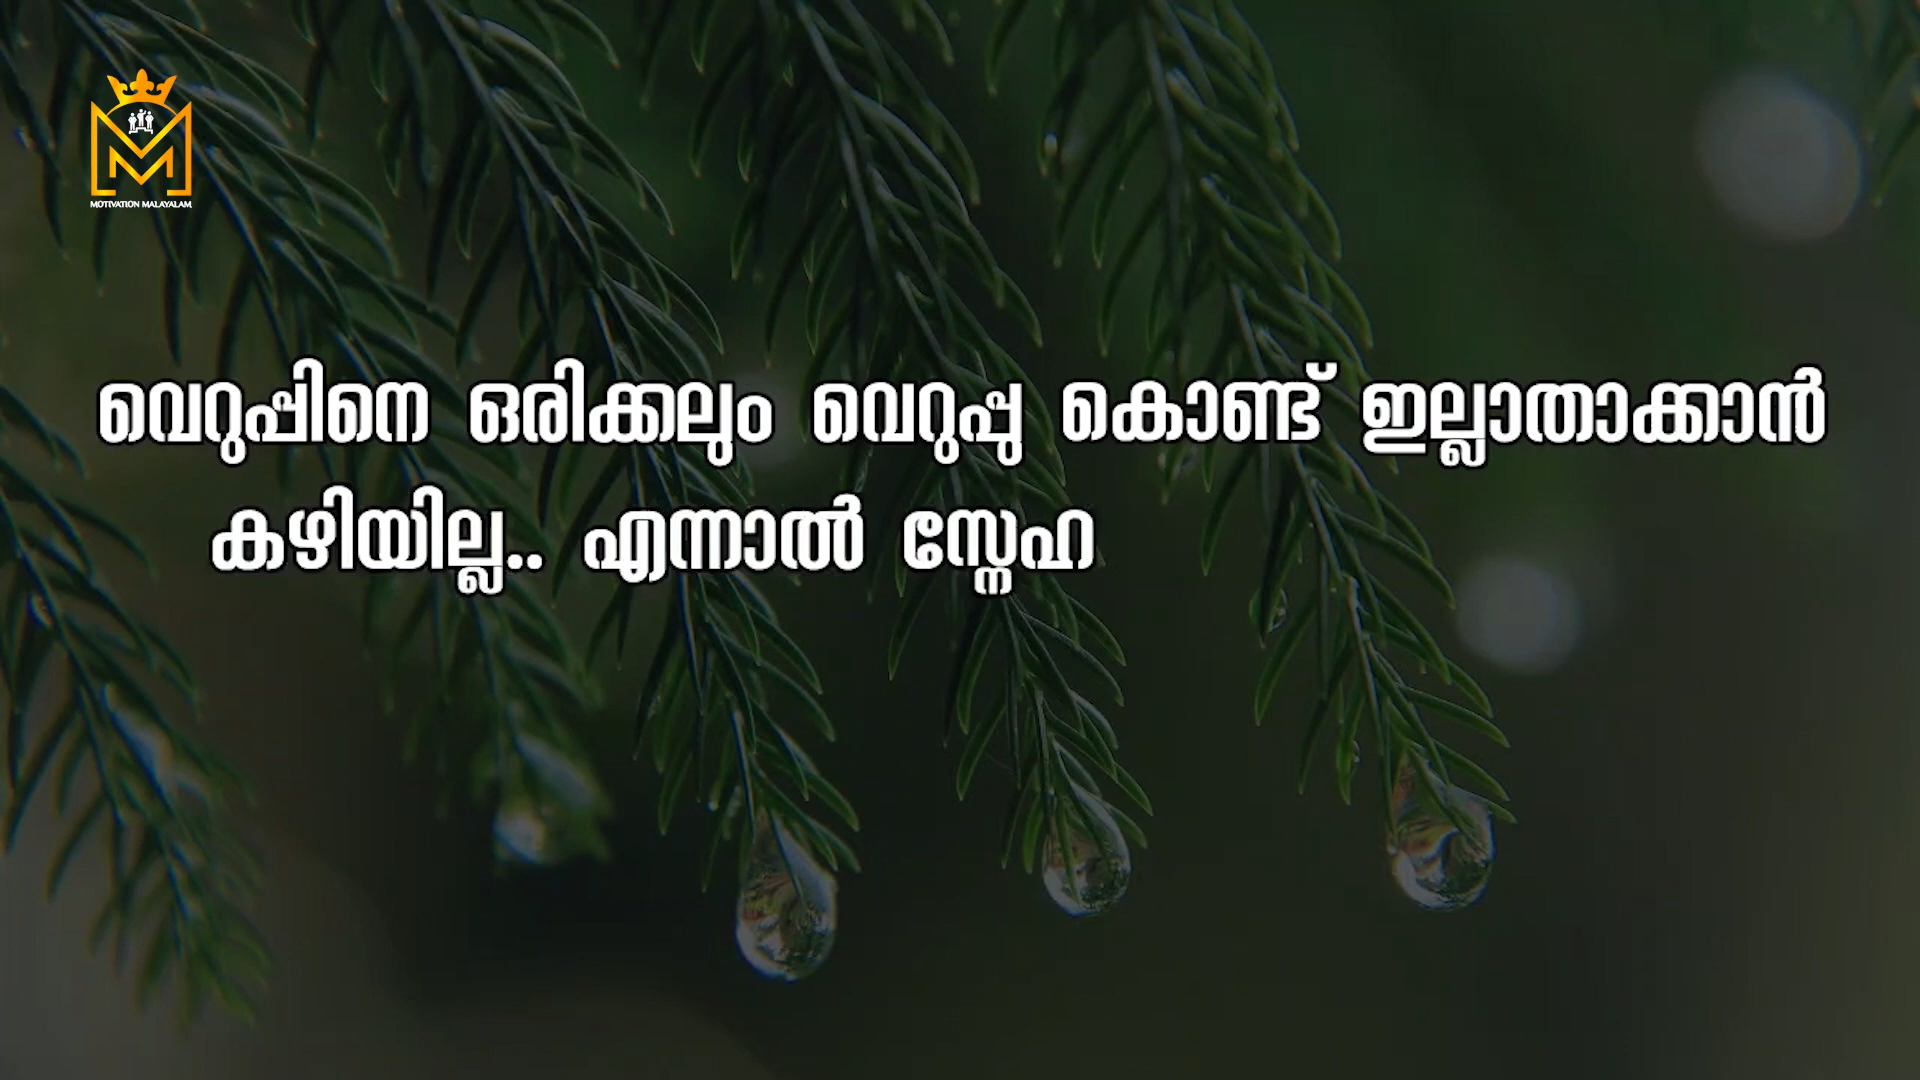 MOTIVATION MALAYALAM
വെറുപ്പിനെ ഒരിക്കലും വെറുപ്പു കൊണ്ട് ഇല്ലാതാക്കാൻ
കഴിയില്ല.. എന്നാൽ സ്നേഹ